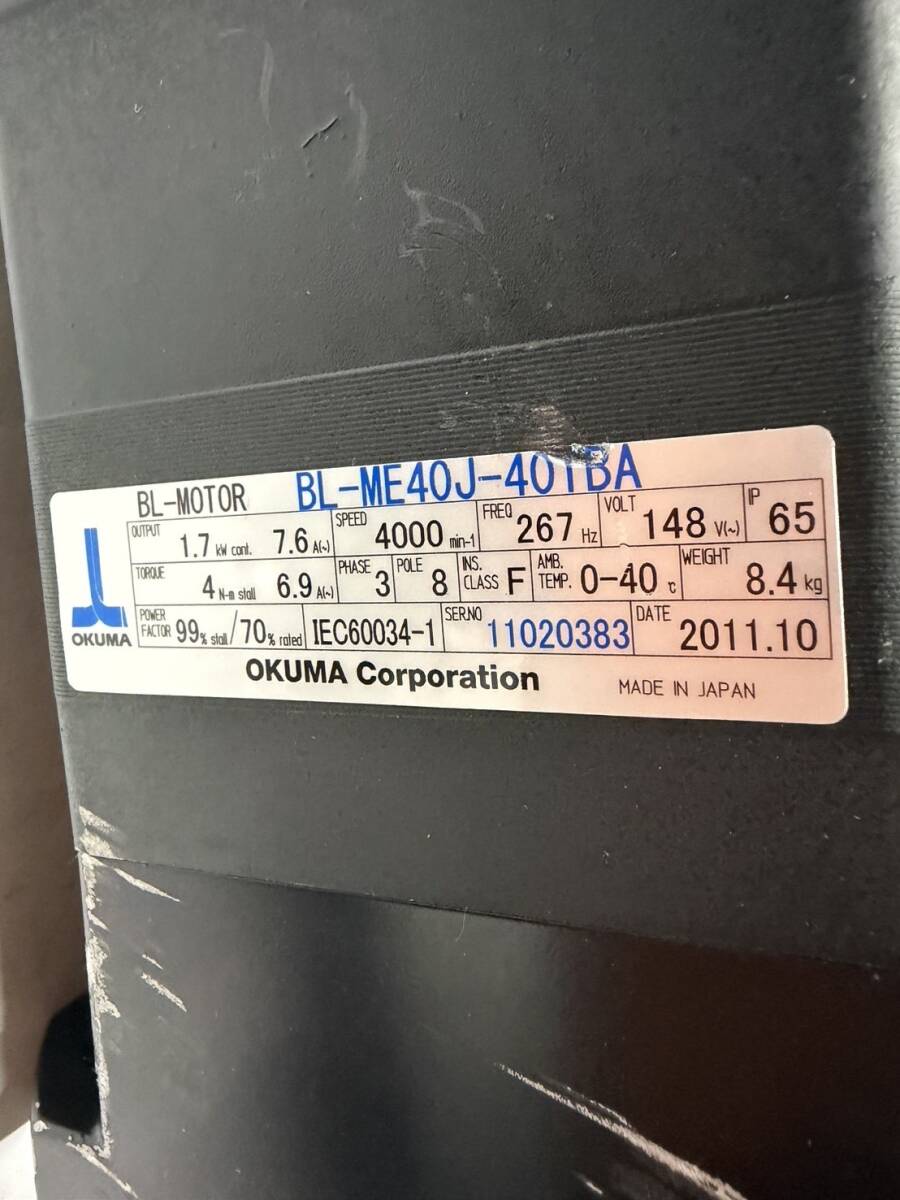 BL-MOTOR BL-ME40J-40TBA
OUTPUT 1.7 kW cont. 7.6 A(~) SPEED 4000 min-1 FREQ 267 Hz VOLT 148 V(~) IP 65
TORQUE 4 N-m stall 6.9 A(~) PHASE 3 POLE 8 INS. CLASS F AMB. TEMP. 0-40 ℃ WEIGHT 8.4 kg
POWER FACTOR 99% stall/70% rated IEC60034-1 SER.NO 11020383 DATE 2011.10
OKUMA
OKUMA Corporation
MADE IN JAPAN